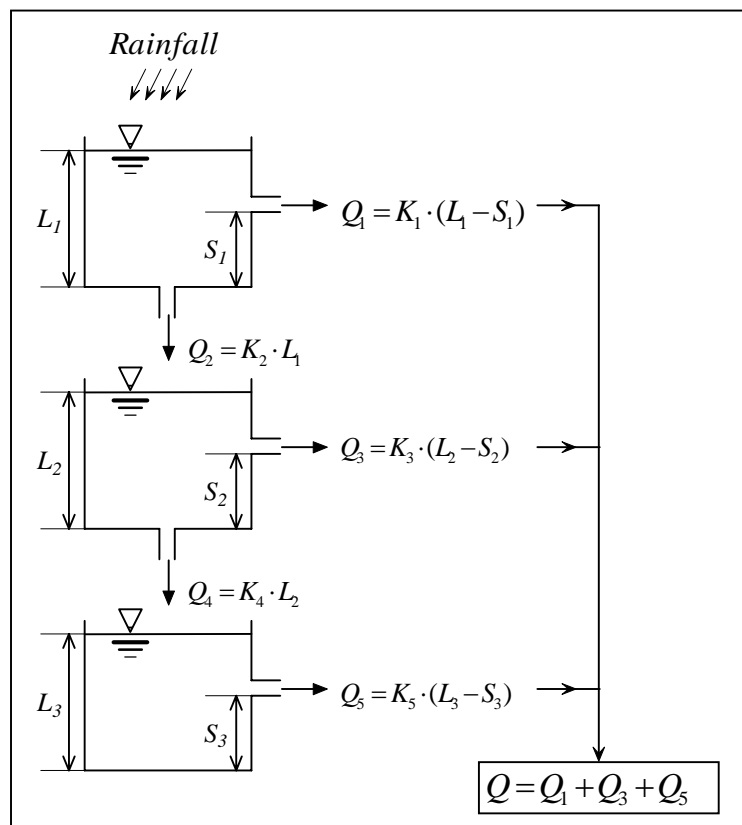 Rainfall
L₁
S₁
Q₁ = K₁·(L₁−S₁)
Q₂ = K₂·L₁
L₂
S₂
Q₃ = K₃·(L₂−S₂)
Q₄ = K₄·L₂
L₃
S₃
Q₅ = K₅·(L₃−S₃)
Q = Q₁+Q₃+Q₅